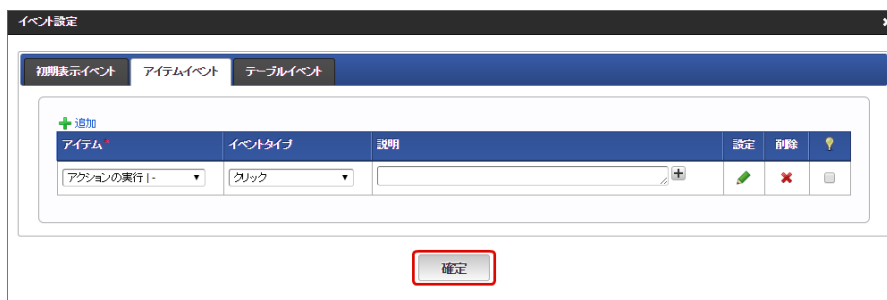 イベント設定
初期表示イベント アイテムイベント テーブルイベント
追加
アイテム* イベントタイプ 説明 設定 削除
アクションの実行 | - クリック
確定